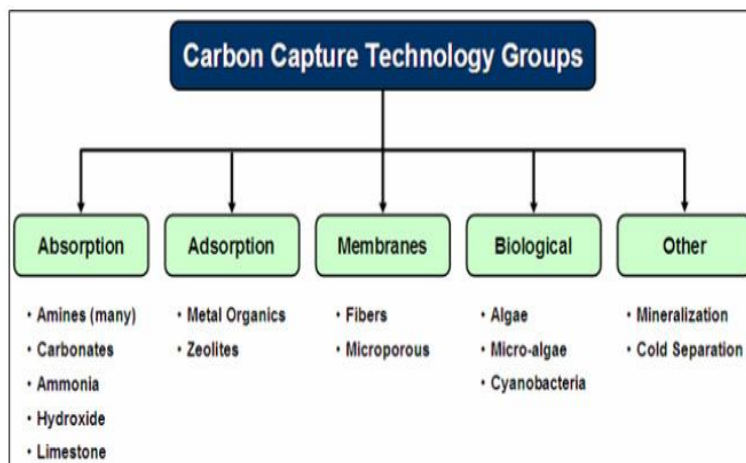 Carbon Capture Technology Groups
Absorption
Adsorption
Membranes
Biological
Other
• Amines (many)
• Carbonates
• Ammonia
• Hydroxide
• Limestone
• Metal Organics
• Zeolites
• Fibers
• Microporous
• Algae
• Micro-algae
• Cyanobacteria
• Mineralization
• Cold Separation